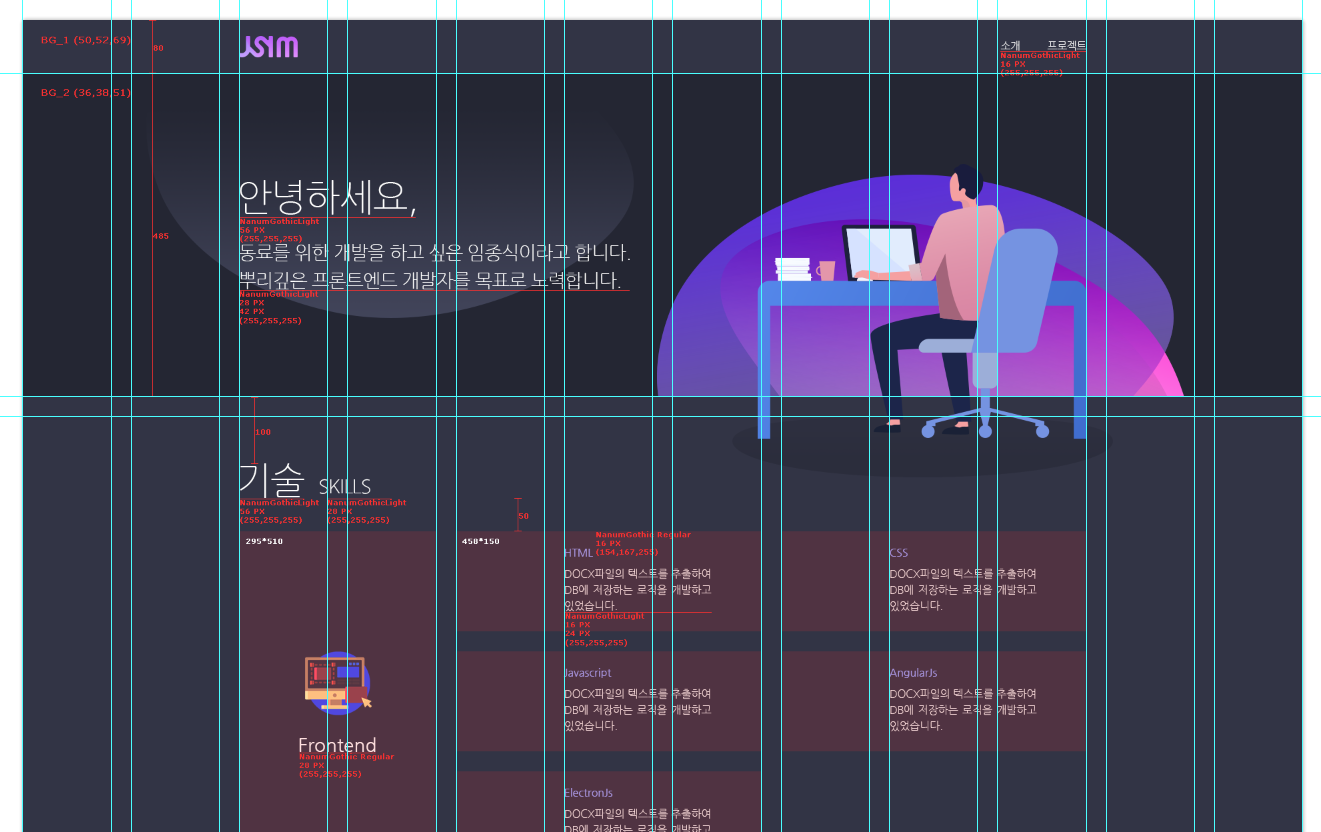 BG_1 (50,52,69)
80
JSIM
소개 프로젝트
NanumGothicLight
16 PX
(255,255,255)
BG_2 (36,38,51)
485
안녕하세요,
NanumGothicLight
56 PX
(255,255,255)
동료를 위한 개발을 하고 싶은 임종식이라고 합니다.
뿌리깊은 프론트엔드 개발자를 목표로 노력합니다.
NanumGothicLight
28 PX
42 PX
(255,255,255)
100
기술 SKILLS
NanumGothicLight
56 PX
(255,255,255)
NanumGothicLight
28 PX
(255,255,255)
50
295*510
Frontend
NanumGothic Regular
28 PX
(255,255,255)
450*150
NanumGothic Regular
16 PX
(154,167,255)
HTML
DOCX파일의 텍스트를 추출하여
DB에 저장하는 로직을 개발하고
있었습니다.
NanumGothicLight
16 PX
24 PX
(255,255,255)
CSS
DOCX파일의 텍스트를 추출하여
DB에 저장하는 로직을 개발하고
있었습니다.
Javascript
DOCX파일의 텍스트를 추출하여
DB에 저장하는 로직을 개발하고
있었습니다.
AngularJs
DOCX파일의 텍스트를 추출하여
DB에 저장하는 로직을 개발하고
있었습니다.
ElectronJs
DOCX파일의 텍스트를 추출하여
DB에 저장하는 로직을 개발하고